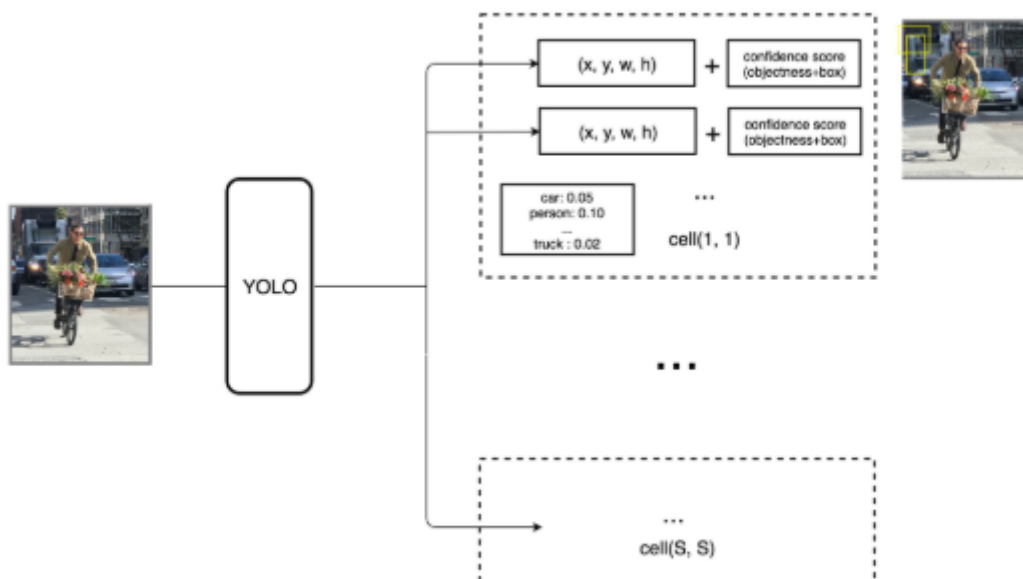 (x, y, w, h)
+
confidence score
(objectness+box)
(x, y, w, h)
+
confidence score
(objectness+box)
car: 0.05
person: 0.10
...
truck : 0.02
...
cell(1, 1)
YOLO
...
...
cell(S, S)